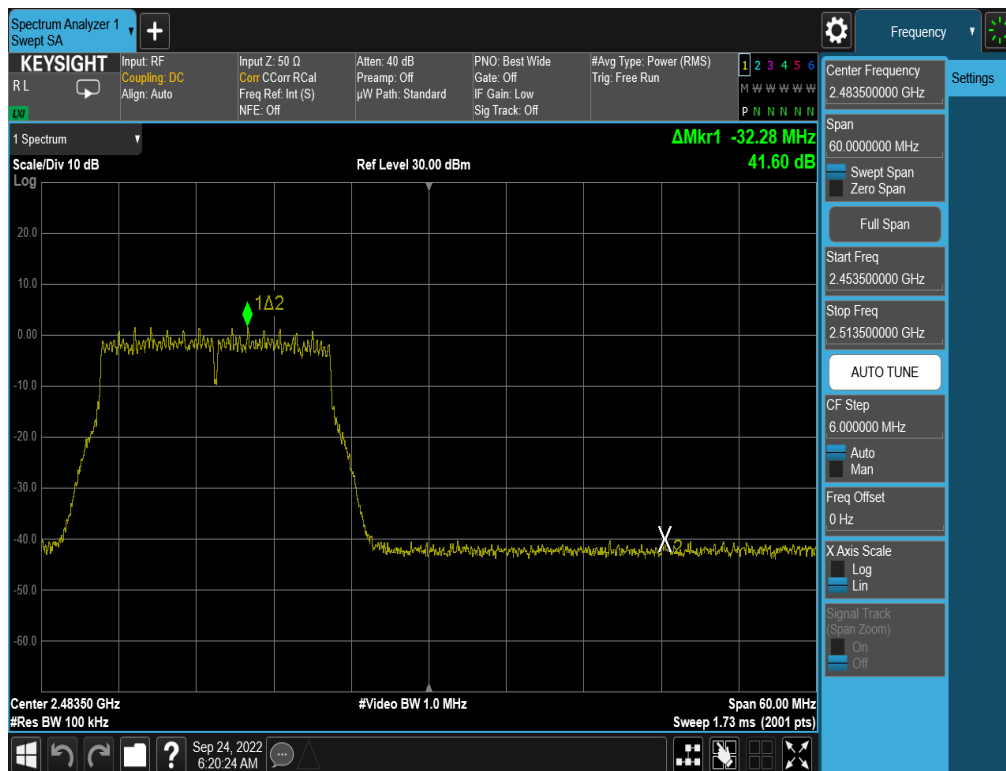 Spectrum Analyzer 1
Swept SA
Frequency
KEYSIGHT
R L
LXI
Input: RF
Coupling: DC
Align: Auto
Input Z: 50 Ω
Corr CCorr RCal
Freq Ref: Int (S)
NFE: Off
Atten: 40 dB
Preamp: Off
µW Path: Standard
PNO: Best Wide
Gate: Off
IF Gain: Low
Sig Track: Off
#Avg Type: Power (RMS)
Trig: Free Run
1 2 3 4 5 6
M W W W W W
P N N N N N
1 Spectrum
Scale/Div 10 dB
Log
Ref Level 30.00 dBm
ΔMkr1 -32.28 MHz
41.60 dB
20.0
10.0
0.00
-10.0
-20.0
-30.0
-40.0
-50.0
-60.0
1Δ2
X2
Center 2.48350 GHz
#Res BW 100 kHz
#Video BW 1.0 MHz
Span 60.00 MHz
Sweep 1.73 ms (2001 pts)
Center Frequency
2.483500000 GHz
Settings
Span
60.0000000 MHz
Swept Span
Zero Span
Full Span
Start Freq
2.453500000 GHz
Stop Freq
2.513500000 GHz
AUTO TUNE
CF Step
6.000000 MHz
Auto
Man
Freq Offset
0 Hz
X Axis Scale
Log
Lin
Signal Track
(Span Zoom)
On
Off
Sep 24, 2022
6:20:24 AM